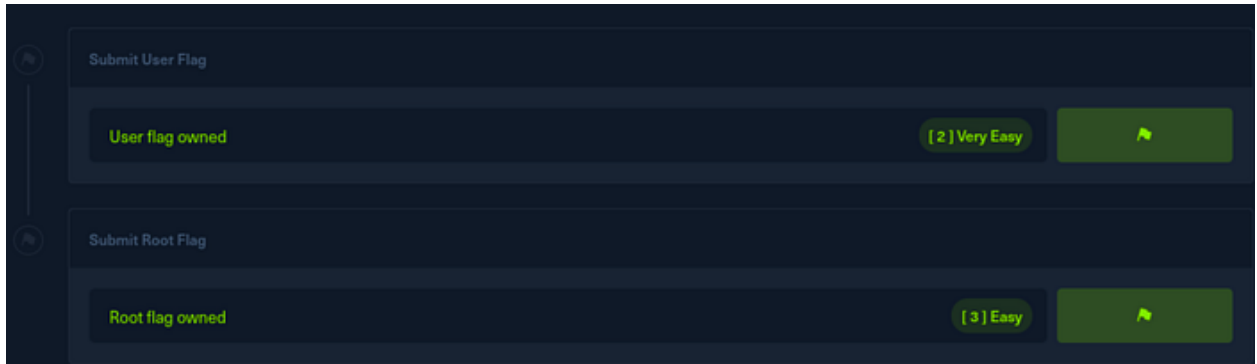 Submit User Flag
User flag owned [ 2 ] Very Easy
Submit Root Flag
Root flag owned [ 3 ] Easy